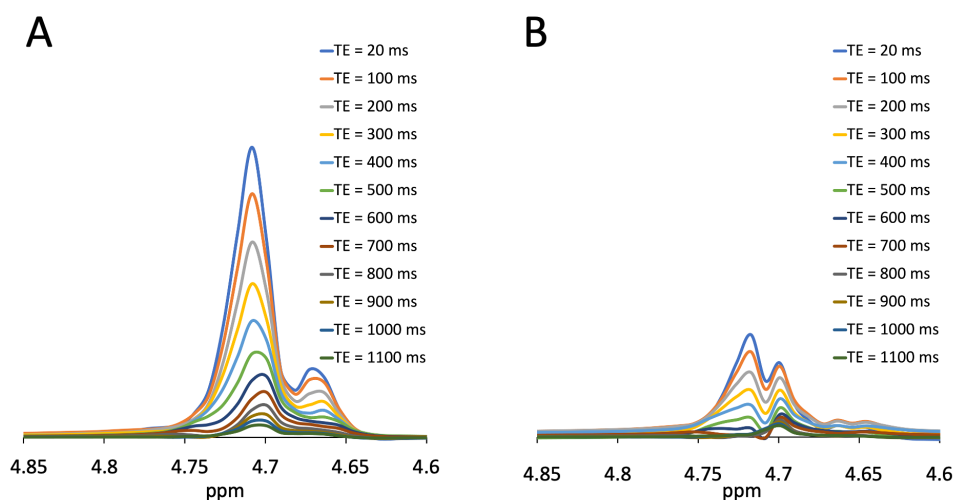 A
TE = 20 ms
TE = 100 ms
TE = 200 ms
TE = 300 ms
TE = 400 ms
TE = 500 ms
TE = 600 ms
TE = 700 ms
TE = 800 ms
TE = 900 ms
TE = 1000 ms
TE = 1100 ms
4.85 4.8 4.75 4.7 4.65 4.6
ppm
B
TE = 20 ms
TE = 100 ms
TE = 200 ms
TE = 300 ms
TE = 400 ms
TE = 500 ms
TE = 600 ms
TE = 700 ms
TE = 800 ms
TE = 900 ms
TE = 1000 ms
TE = 1100 ms
4.85 4.8 4.75 4.7 4.65 4.6
ppm